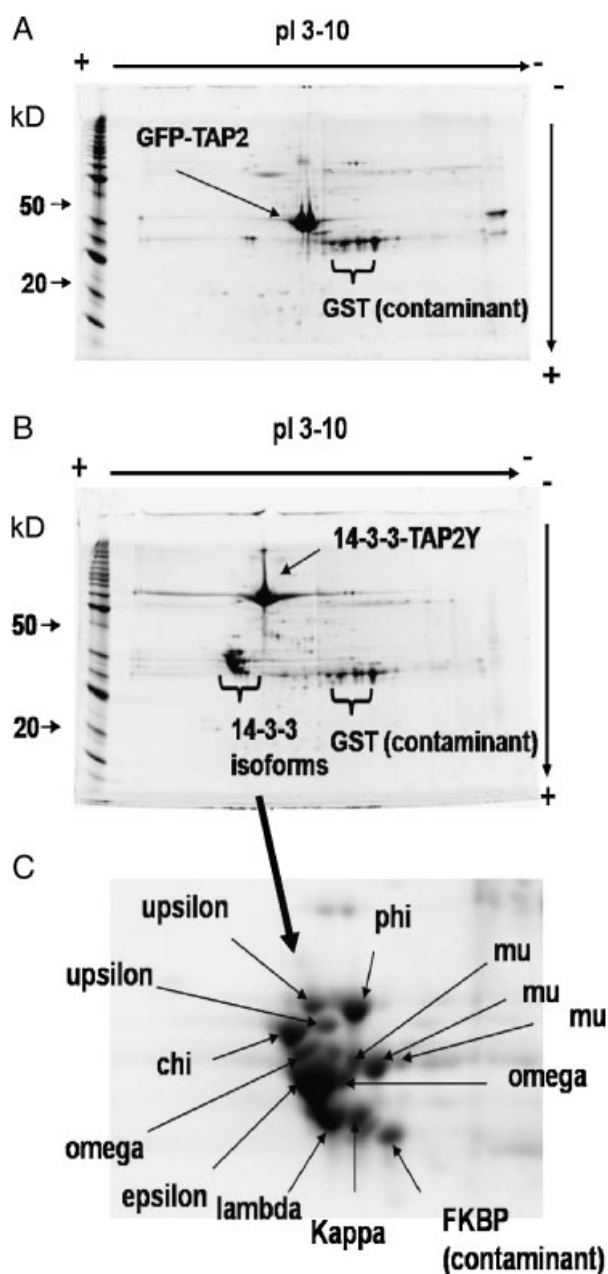 A
pI 3-10
+
-
-
kD
GFP-TAP2
50
20
GST (contaminant)
+
B
pI 3-10
+
-
-
kD
14-3-3-TAP2Y
50
20
14-3-3
isoforms
GST (contaminant)
+
C
upsilon
phi
upsilon
mu
mu
mu
chi
omega
omega
epsilon
lambda
Kappa
FKBP
(contaminant)